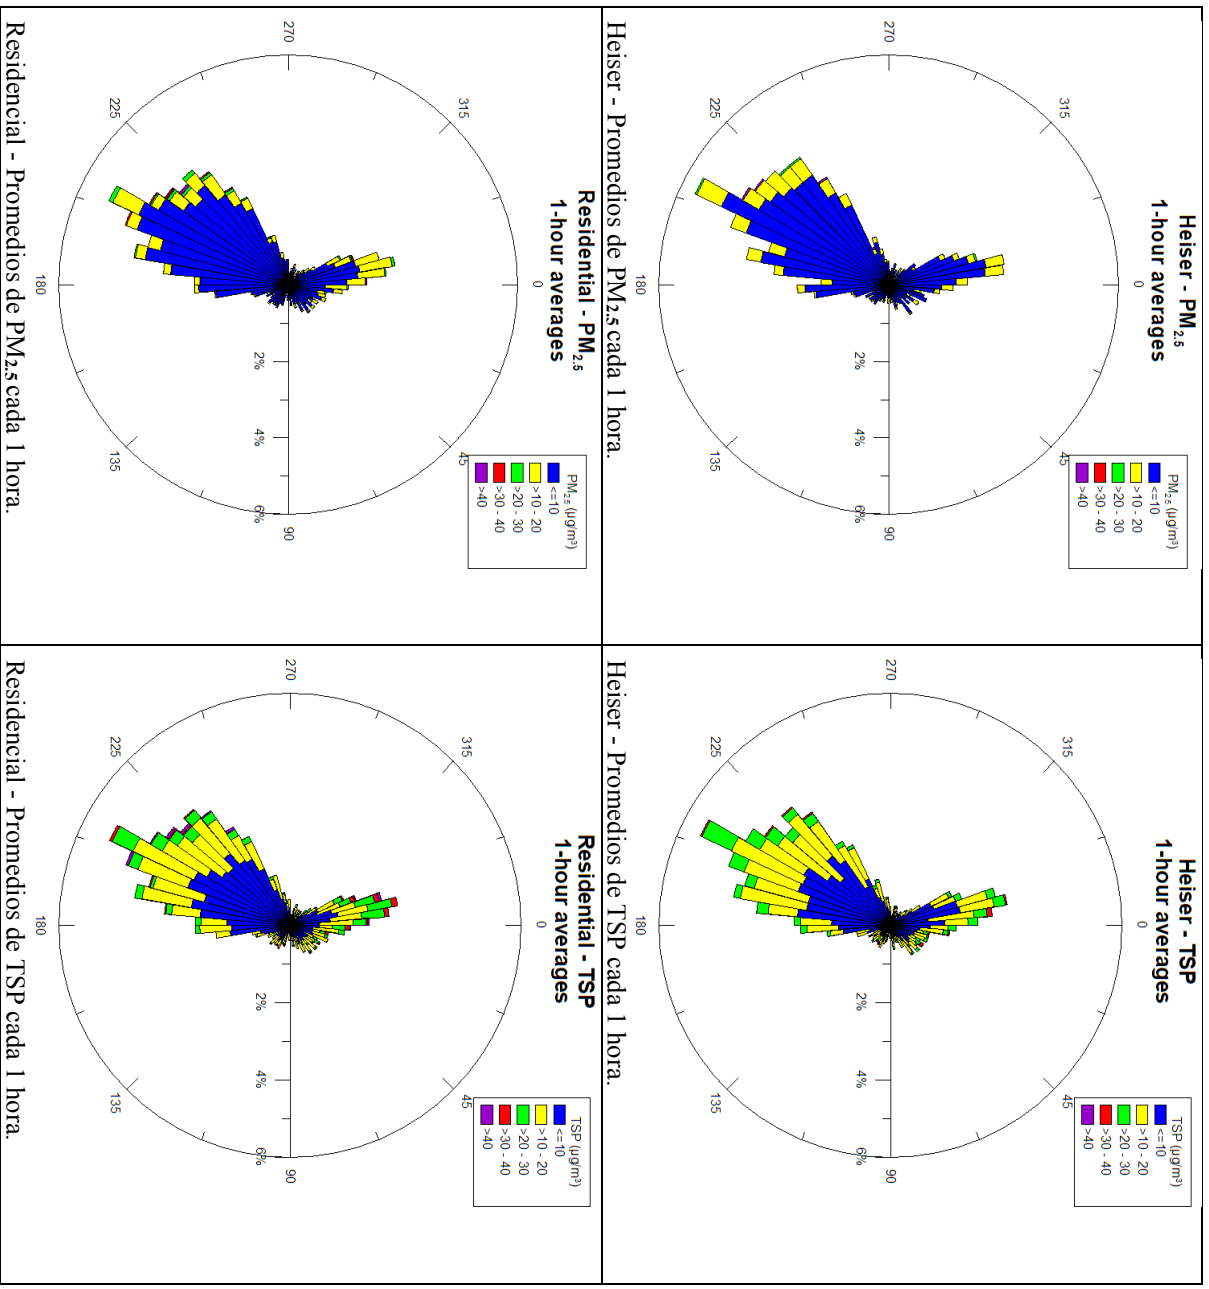 Heiser - PM2.5
1-hour averages
0
315
45
270
90
2%
4%
6%
225
135
180
PM2.5 (µg/m³)
<=10
>10 - 20
>20 - 30
>30 - 40
>40
Heiser - Promedios de PM2.5 cada 1 hora.
Heiser - TSP
1-hour averages
0
315
45
270
90
2%
4%
6%
225
135
180
TSP (µg/m³)
<=10
>10 - 20
>20 - 30
>30 - 40
>40
Heiser - Promedios de TSP cada 1 hora.
Residential - PM2.5
1-hour averages
0
315
45
270
90
2%
4%
6%
225
135
180
PM2.5 (µg/m³)
<=10
>10 - 20
>20 - 30
>30 - 40
>40
Residencial - Promedios de PM2.5 cada 1 hora.
Residential - TSP
1-hour averages
0
315
45
270
90
2%
4%
6%
225
135
180
TSP (µg/m³)
<=10
>10 - 20
>20 - 30
>30 - 40
>40
Residencial - Promedios de TSP cada 1 hora.